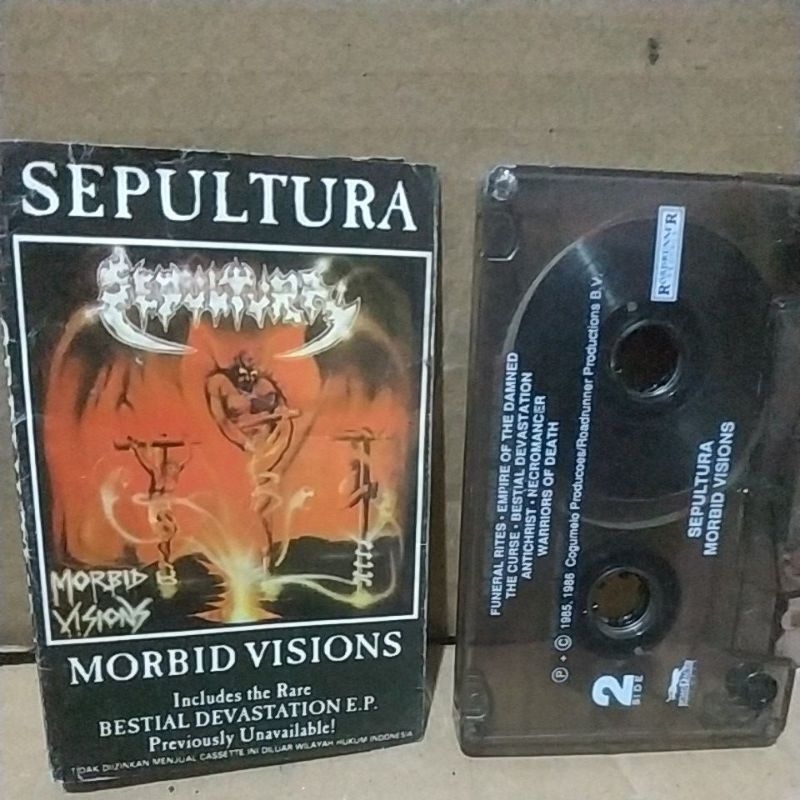 SEPULTURA
SEPULTURA
MORBID
VISIONS
MORBID VISIONS
Includes the Rare
BESTIAL DEVASTATION E.P.
Previously Unavailable!
TIDAK DIIZINKAN MENJUAL CASSETTE INI DILUAR WILAYAH HUKUM INDONESIA
ROADRUNNER
FUNERAL RITES · EMPIRE OF THE DAMNED
THE CURSE · BESTIAL DEVASTATION
ANTICHRIST · NECROMANCER
WARRIORS OF DEATH
℗ + © 1985, 1986 Cogumelo Producoes/Roadrunner Productions B.V.
SEPULTURA
MORBID VISIONS
2
SIDE